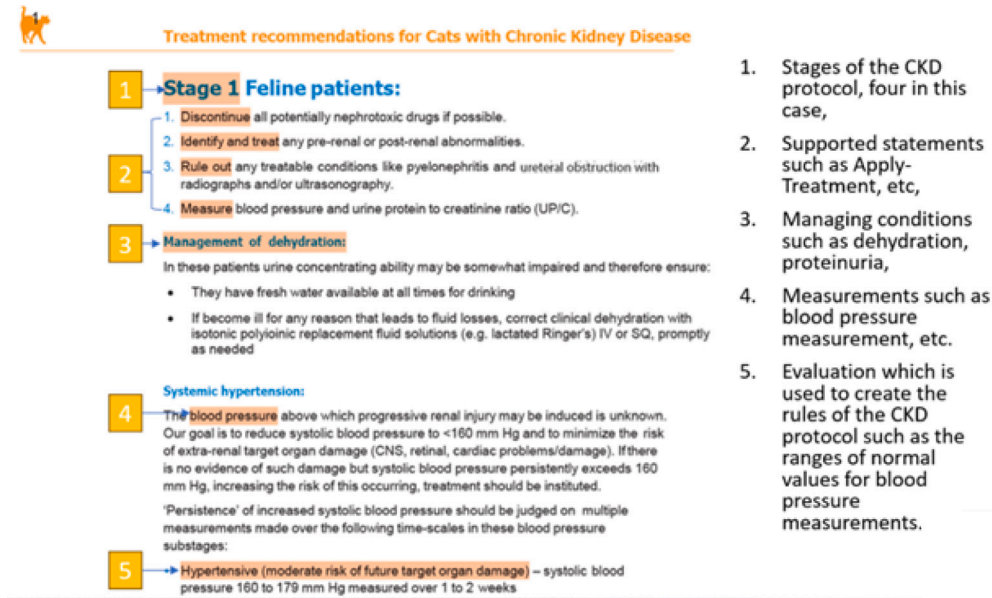 Treatment recommendations for Cats with Chronic Kidney Disease
1
Stage 1 Feline patients:
1. Discontinue all potentially nephrotoxic drugs if possible.
2. Identify and treat any pre-renal or post-renal abnormalities.
2
3. Rule out any treatable conditions like pyelonephritis and ureteral obstruction with
radiographs and/or ultrasonography.
4. Measure blood pressure and urine protein to creatinine ratio (UP/C).
3
Management of dehydration:
In these patients urine concentrating ability may be somewhat impaired and therefore ensure:
• They have fresh water available at all times for drinking
• If become ill for any reason that leads to fluid losses, correct clinical dehydration with
isotonic polyioinic replacement fluid solutions (e.g. lactated Ringer's) IV or SQ, promptly
as needed
Systemic hypertension:
4
The blood pressure above which progressive renal injury may be induced is unknown.
Our goal is to reduce systolic blood pressure to <160 mm Hg and to minimize the risk
of extra-renal target organ damage (CNS, retinal, cardiac problems/damage). If there
is no evidence of such damage but systolic blood pressure persistently exceeds 160
mm Hg, increasing the risk of this occurring, treatment should be instituted.
'Persistence' of increased systolic blood pressure should be judged on multiple
measurements made over the following time-scales in these blood pressure
substages:
5
Hypertensive (moderate risk of future target organ damage) – systolic blood
pressure 160 to 179 mm Hg measured over 1 to 2 weeks
1. Stages of the CKD
protocol, four in this
case,
2. Supported statements
such as Apply-
Treatment, etc,
3. Managing conditions
such as dehydration,
proteinuria,
4. Measurements such as
blood pressure
measurement, etc.
5. Evaluation which is
used to create the
rules of the CKD
protocol such as the
ranges of normal
values for blood
pressure
measurements.